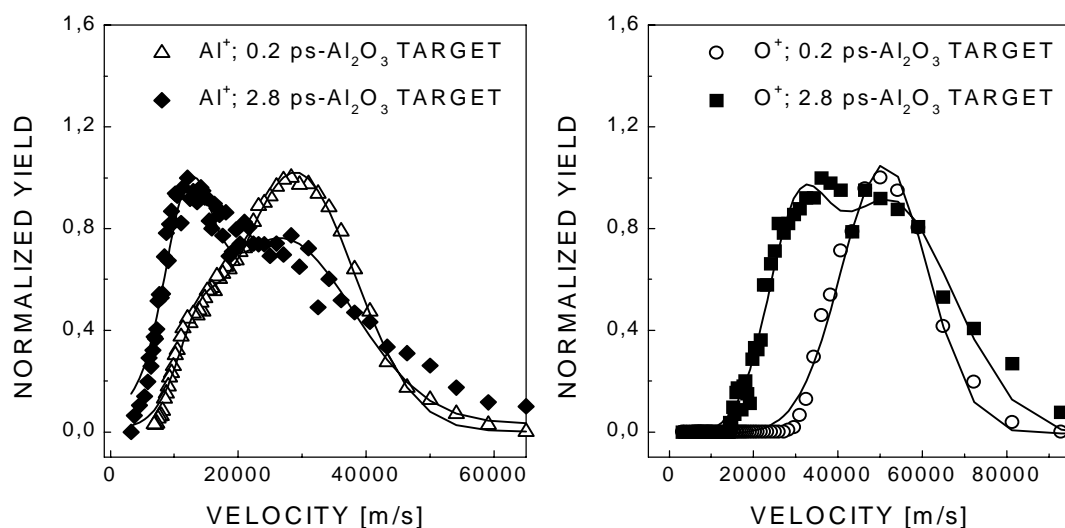 1,6
Al⁺; 0.2 ps-Al₂O₃ TARGET
Al⁺; 2.8 ps-Al₂O₃ TARGET
1,2
0,8
0,4
0,0
NORMALIZED YIELD
0 20000 40000 60000
VELOCITY [m/s]
1,6
O⁺; 0.2 ps-Al₂O₃ TARGET
O⁺; 2.8 ps-Al₂O₃ TARGET
1,2
0,8
0,4
0,0
NORMALIZED YIELD
0 20000 40000 60000 80000
VELOCITY [m/s]